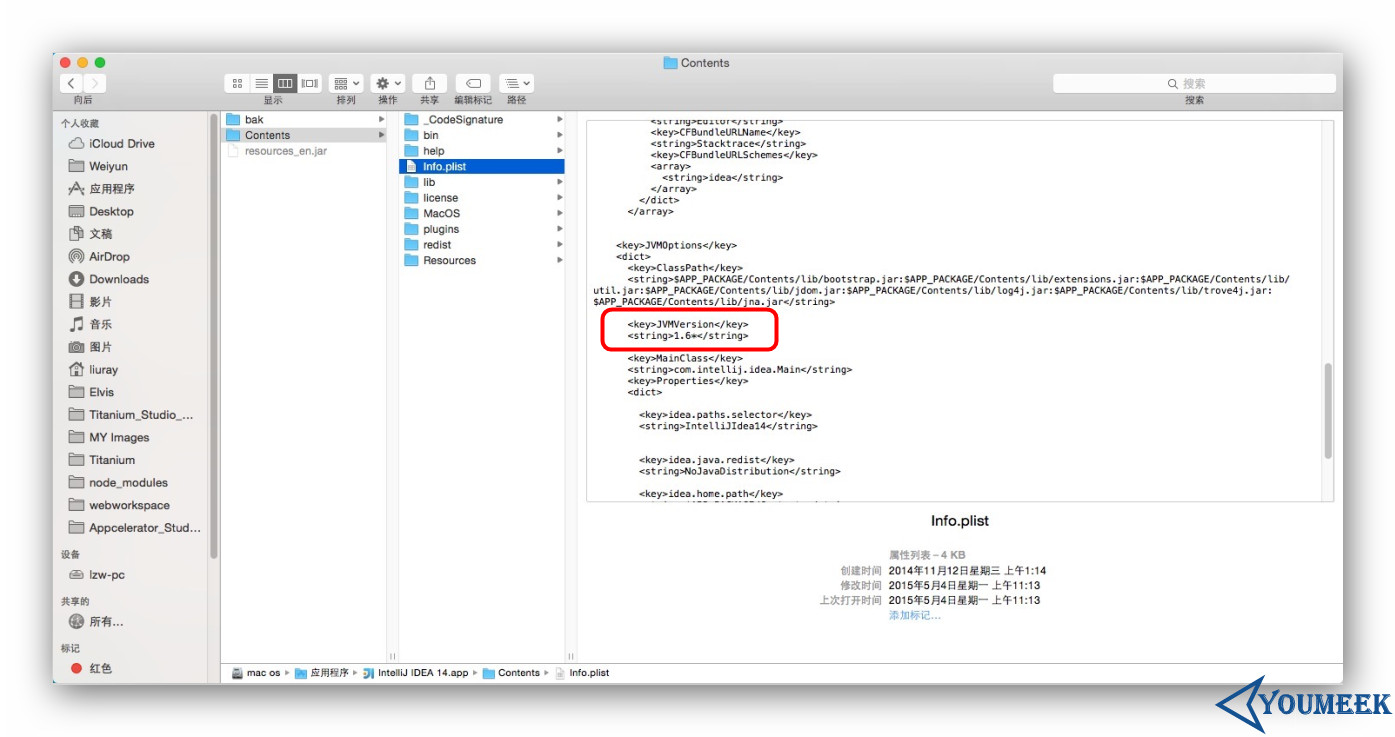 Contents
搜索
向后
显示
排列
操作
共享
编辑标记
路径
搜索
个人收藏
iCloud Drive
Weiyun
应用程序
Desktop
文稿
AirDrop
Downloads
影片
音乐
图片
liuray
Elvis
Titanium_Studio_...
MY Images
Titanium
node_modules
webworkspace
Appcelerator_Stud...
设备
lzw-pc
共享的
所有...
标记
红色
bak
Contents
resources_en.jar
_CodeSignature
bin
help
Info.plist
lib
license
MacOS
plugins
redist
Resources
<string>Editor</string>
<key>CFBundleURLName</key>
<string>Stacktrace</string>
<key>CFBundleURLSchemes</key>
<array>
<string>idea</string>
</array>
</dict>
</array>
<key>JVMOptions</key>
<dict>
<key>ClassPath</key>
<string>$APP_PACKAGE/Contents/lib/bootstrap.jar:$APP_PACKAGE/Contents/lib/extensions.jar:$APP_PACKAGE/Contents/lib/
util.jar:$APP_PACKAGE/Contents/lib/jdom.jar:$APP_PACKAGE/Contents/lib/log4j.jar:$APP_PACKAGE/Contents/lib/trove4j.jar:
$APP_PACKAGE/Contents/lib/jna.jar</string>
<key>JVMVersion</key>
<string>1.6*</string>
<key>MainClass</key>
<string>com.intellij.idea.Main</string>
<key>Properties</key>
<dict>
<key>idea.paths.selector</key>
<string>IntelliJIdea14</string>
<key>idea.java.redist</key>
<string>NoJavaDistribution</string>
<key>idea.home.path</key>
Info.plist
属性列表 – 4 KB
创建时间 2014年11月12日星期三 上午1:14
修改时间 2015年5月4日星期一 上午11:13
上次打开时间 2015年5月4日星期一 上午11:13
添加标记...
mac os ▸ 应用程序 ▸ IntelliJ IDEA 14.app ▸ Contents ▸ Info.plist
YOUMEEK